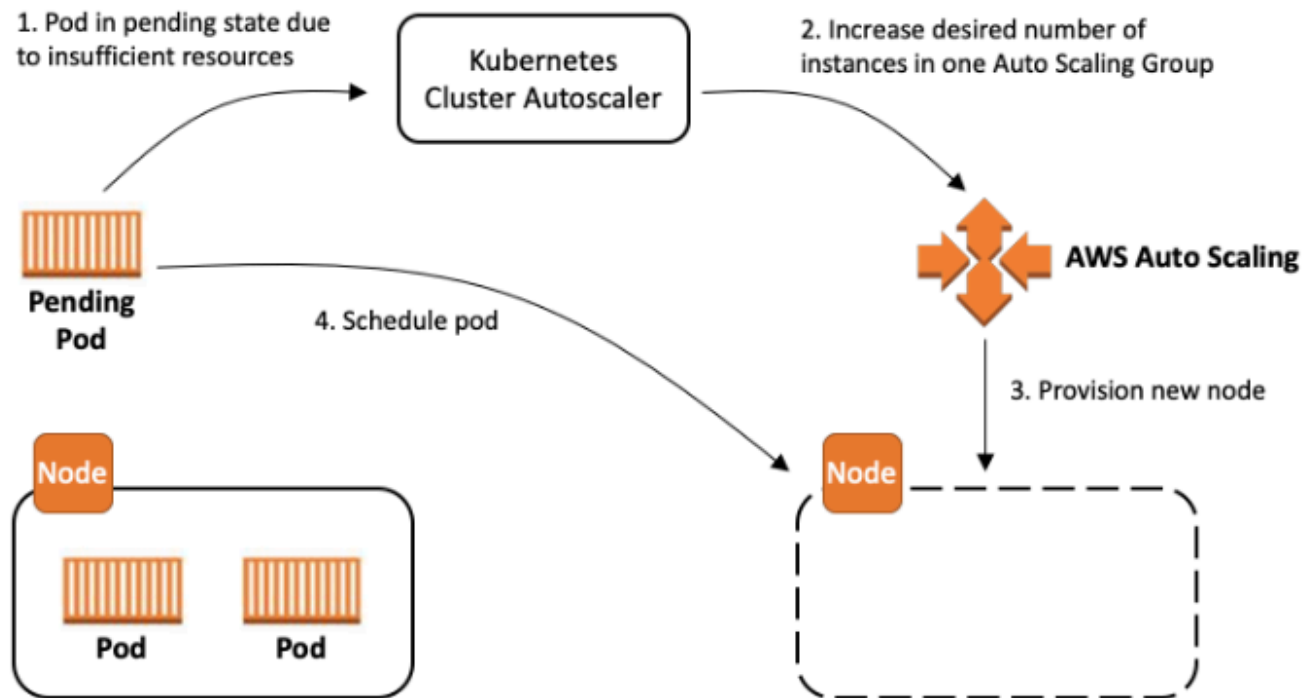 1. Pod in pending state due
to insufficient resources
Kubernetes
Cluster Autoscaler
2. Increase desired number of
instances in one Auto Scaling Group
Pending
Pod
AWS Auto Scaling
4. Schedule pod
3. Provision new node
Node
Pod
Pod
Node